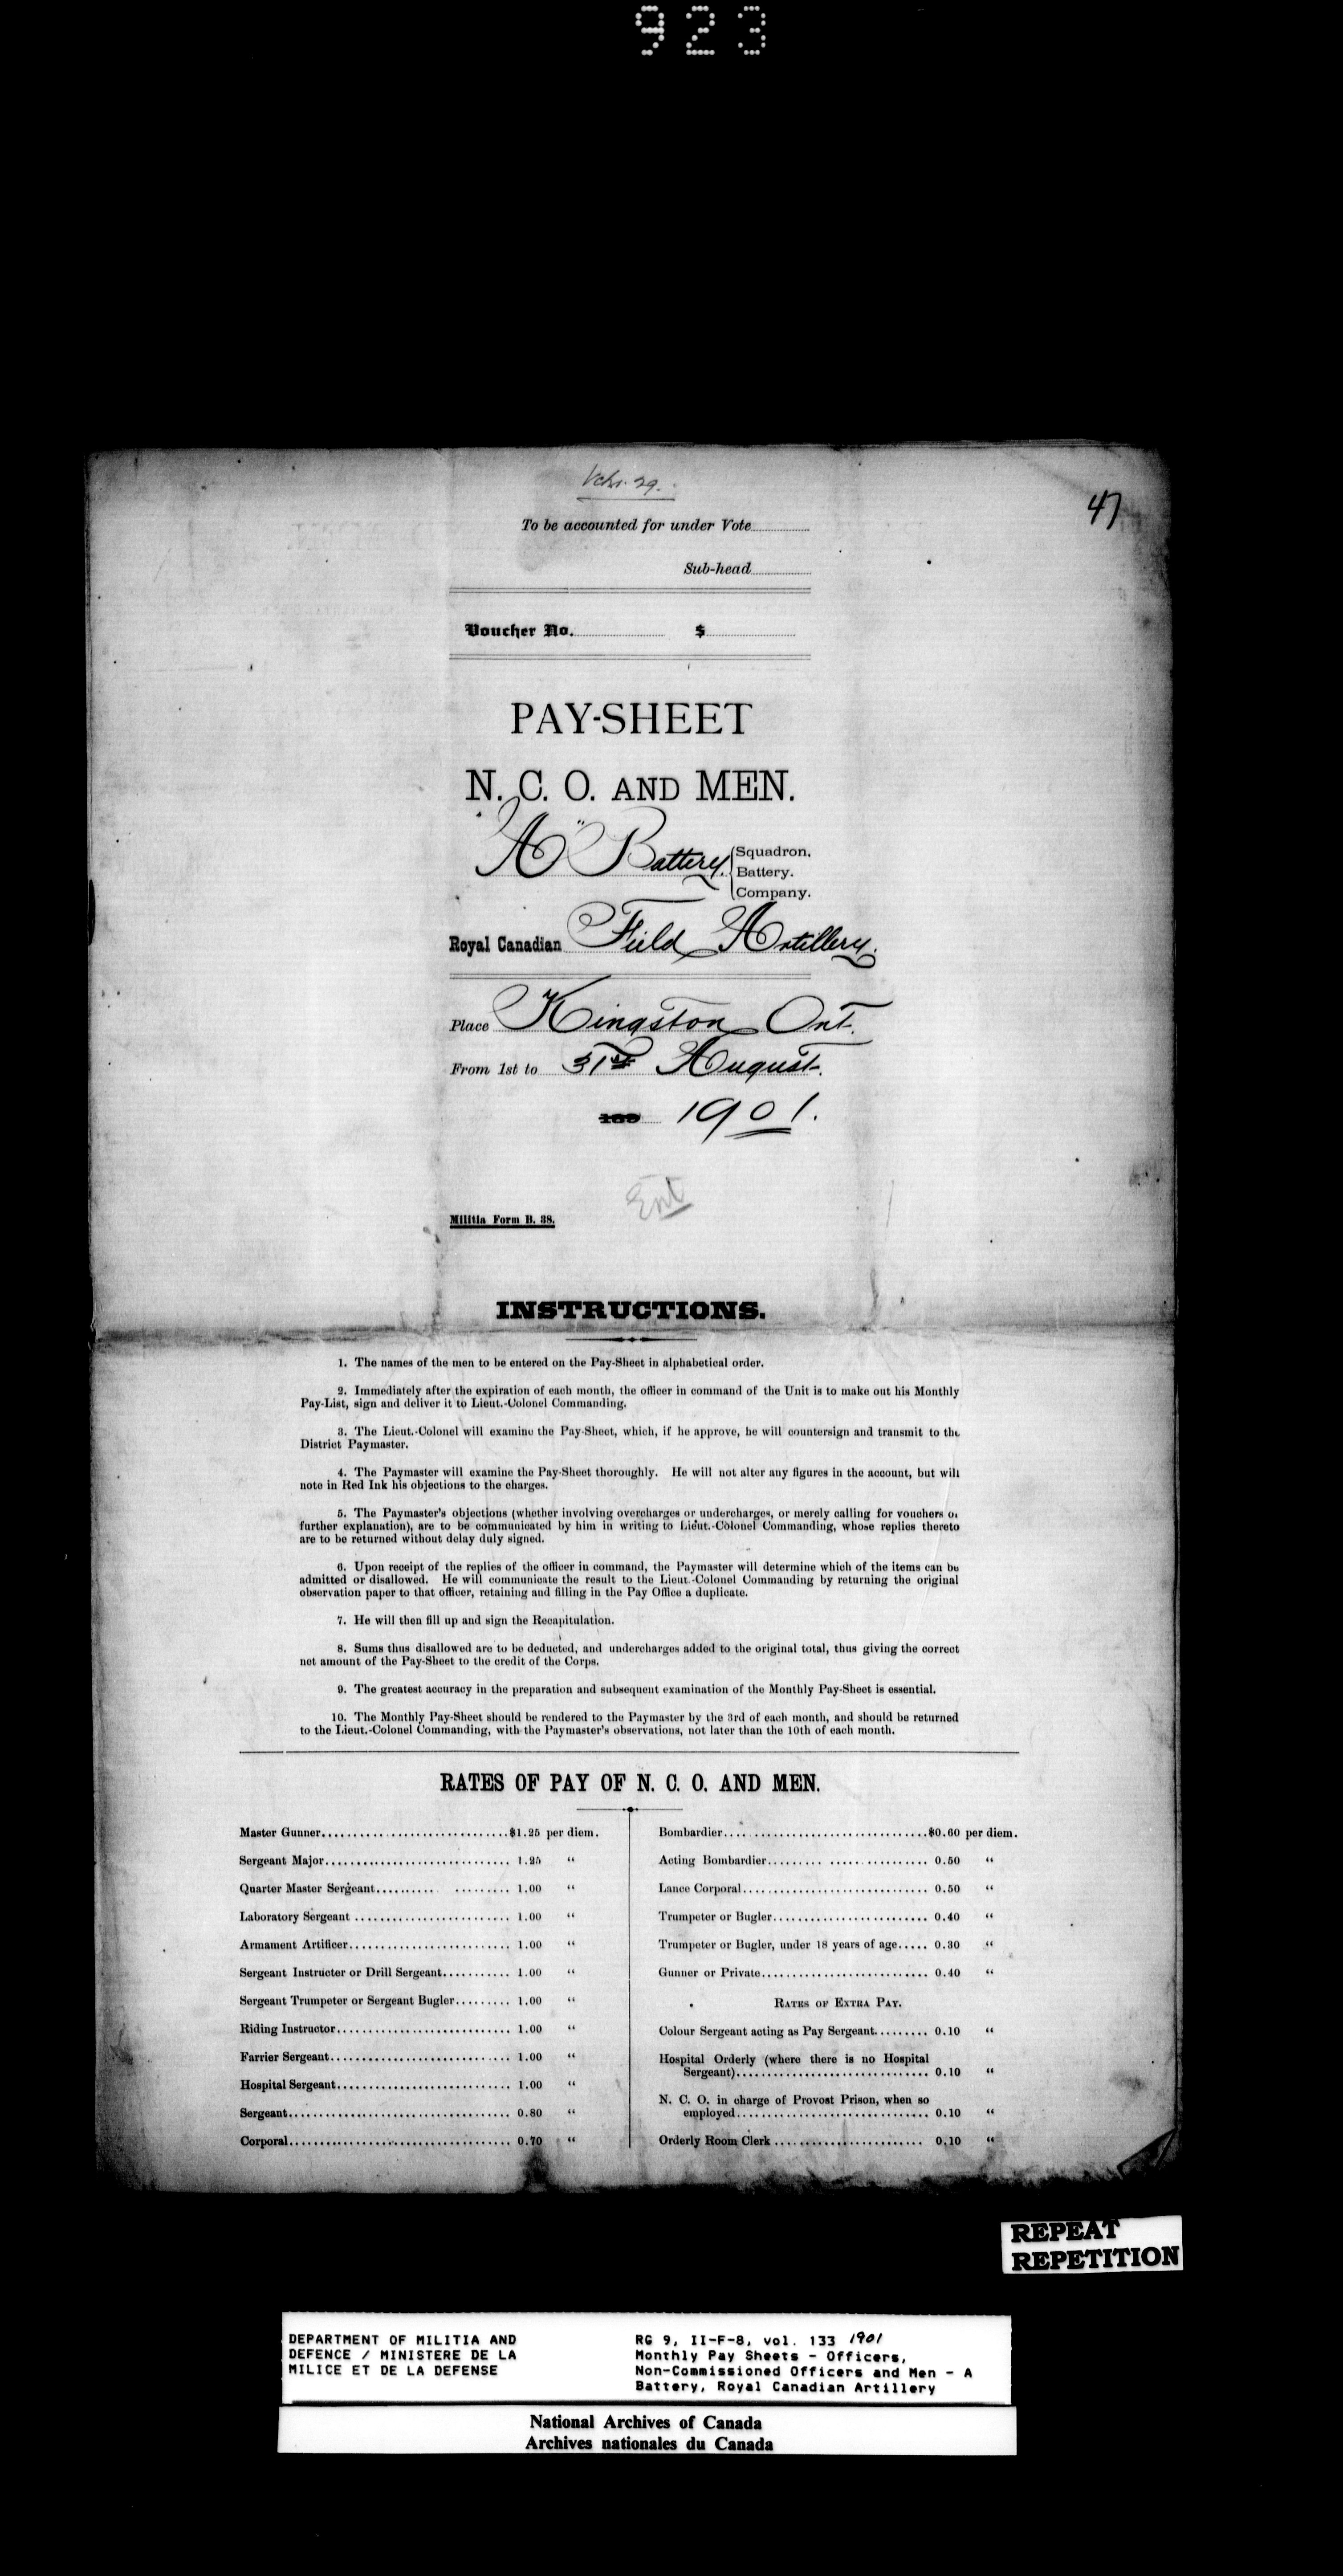 923
Vchr. 29.
47
To be accounted for under Vote
Sub-head
Voucher No. $
PAY-SHEET
N. C. O. AND MEN.
"A" Battery. Squadron.
Battery.
Company.
Royal Canadian Field Artillery.
Place Kingston Ont.
From 1st to 31st August.
189 1901.
Ent
Militia Form B. 38.
INSTRUCTIONS.
1. The names of the men to be entered on the Pay-Sheet in alphabetical order.
2. Immediately after the expiration of each month, the officer in command of the Unit is to make out his Monthly
Pay-List, sign and deliver it to Lieut.-Colonel Commanding.
3. The Lieut.-Colonel will examine the Pay-Sheet, which, if he approve, he will countersign and transmit to the
District Paymaster.
4. The Paymaster will examine the Pay-Sheet thoroughly. He will not alter any figures in the account, but will
note in Red Ink his objections to the charges.
5. The Paymaster's objections (whether involving overcharges or undercharges, or merely calling for vouchers or
further explanation), are to be communicated by him in writing to Lieut.-Colonel Commanding, whose replies thereto
are to be returned without delay duly signed.
6. Upon receipt of the replies of the officer in command, the Paymaster will determine which of the items can be
admitted or disallowed. He will communicate the result to the Lieut.-Colonel Commanding by returning the original
observation paper to that officer, retaining and filling in the Pay Office a duplicate.
7. He will then fill up and sign the Recapitulation.
8. Sums thus disallowed are to be deducted, and undercharges added to the original total, thus giving the correct
net amount of the Pay-Sheet to the credit of the Corps.
9. The greatest accuracy in the preparation and subsequent examination of the Monthly Pay-Sheet is essential.
10. The Monthly Pay-Sheet should be rendered to the Paymaster by the 3rd of each month, and should be returned
to the Lieut.-Colonel Commanding, with the Paymaster's observations, not later than the 10th of each month.
RATES OF PAY OF N. C. O. AND MEN.
Master Gunner $1.25 per diem.
Sergeant Major 1.25 "
Quarter Master Sergeant 1.00 "
Laboratory Sergeant 1.00 "
Armament Artificer 1.00 "
Sergeant Instructer or Drill Sergeant 1.00 "
Sergeant Trumpeter or Sergeant Bugler 1.00 "
Riding Instructor 1.00 "
Farrier Sergeant 1.00 "
Hospital Sergeant 1.00 "
Sergeant 0.80 "
Corporal 0.70 "
Bombardier $0.60 per diem.
Acting Bombardier 0.50 "
Lance Corporal 0.50 "
Trumpeter or Bugler 0.40 "
Trumpeter or Bugler, under 18 years of age 0.30 "
Gunner or Private 0.40 "
RATES OF EXTRA PAY.
Colour Sergeant acting as Pay Sergeant 0.10 "
Hospital Orderly (where there is no Hospital
Sergeant) 0.10 "
N. C. O. in charge of Provost Prison, when so
employed 0.10 "
Orderly Room Clerk 0.10 "
REPEAT
REPETITION
DEPARTMENT OF MILITIA AND
DEFENCE / MINISTERE DE LA
MILICE ET DE LA DEFENSE
RG 9, II-F-8, vol. 133 1901
Monthly Pay Sheets - Officers,
Non-Commissioned Officers and Men - A
Battery, Royal Canadian Artillery
National Archives of Canada
Archives nationales du Canada